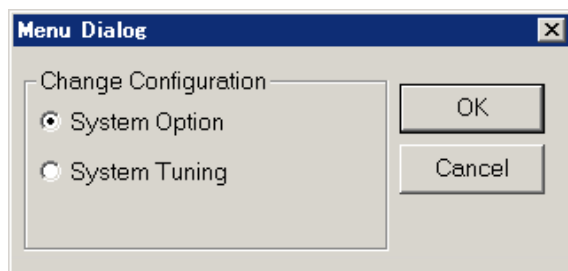 Menu Dialog
Change Configuration
System Option
System Tuning
OK
Cancel